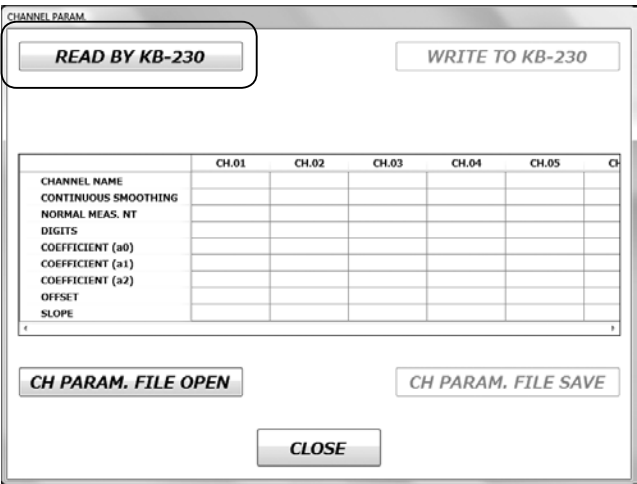 CHANNEL PARAM.
READ BY KB-230 WRITE TO KB-230
CH.01 CH.02 CH.03 CH.04 CH.05 CH
CHANNEL NAME
CONTINUOUS SMOOTHING
NORMAL MEAS. NT
DIGITS
COEFFICIENT (a0)
COEFFICIENT (a1)
COEFFICIENT (a2)
OFFSET
SLOPE
CH PARAM. FILE OPEN CH PARAM. FILE SAVE
CLOSE